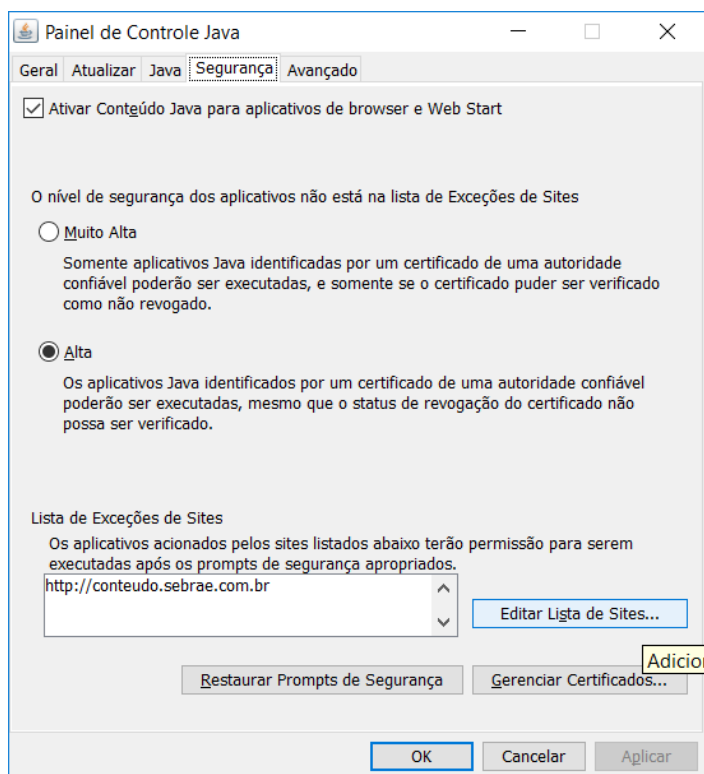 Painel de Controle Java
Geral Atualizar Java Segurança Avançado
Ativar Conteúdo Java para aplicativos de browser e Web Start
O nível de segurança dos aplicativos não está na lista de Exceções de Sites
Muito Alta
Somente aplicativos Java identificadas por um certificado de uma autoridade
confiável poderão ser executadas, e somente se o certificado puder ser verificado
como não revogado.
Alta
Os aplicativos Java identificados por um certificado de uma autoridade confiável
poderão ser executadas, mesmo que o status de revogação do certificado não
possa ser verificado.
Lista de Exceções de Sites
Os aplicativos acionados pelos sites listados abaixo terão permissão para serem
executadas após os prompts de segurança apropriados.
http://conteudo.sebrae.com.br
Editar Lista de Sites...
Adicio
Restaurar Prompts de Segurança Gerenciar Certificados...
OK Cancelar Aplicar